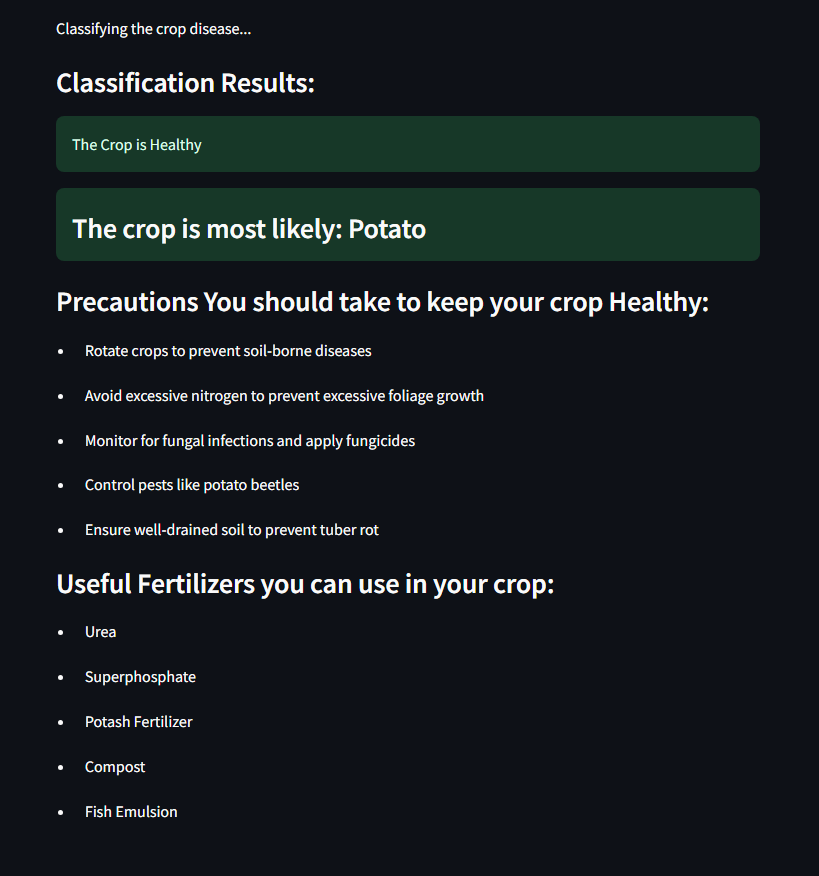 Classifying the crop disease...
Classification Results:
The Crop is Healthy
The crop is most likely: Potato
Precautions You should take to keep your crop Healthy:
• Rotate crops to prevent soil-borne diseases
• Avoid excessive nitrogen to prevent excessive foliage growth
• Monitor for fungal infections and apply fungicides
• Control pests like potato beetles
• Ensure well-drained soil to prevent tuber rot
Useful Fertilizers you can use in your crop:
• Urea
• Superphosphate
• Potash Fertilizer
• Compost
• Fish Emulsion